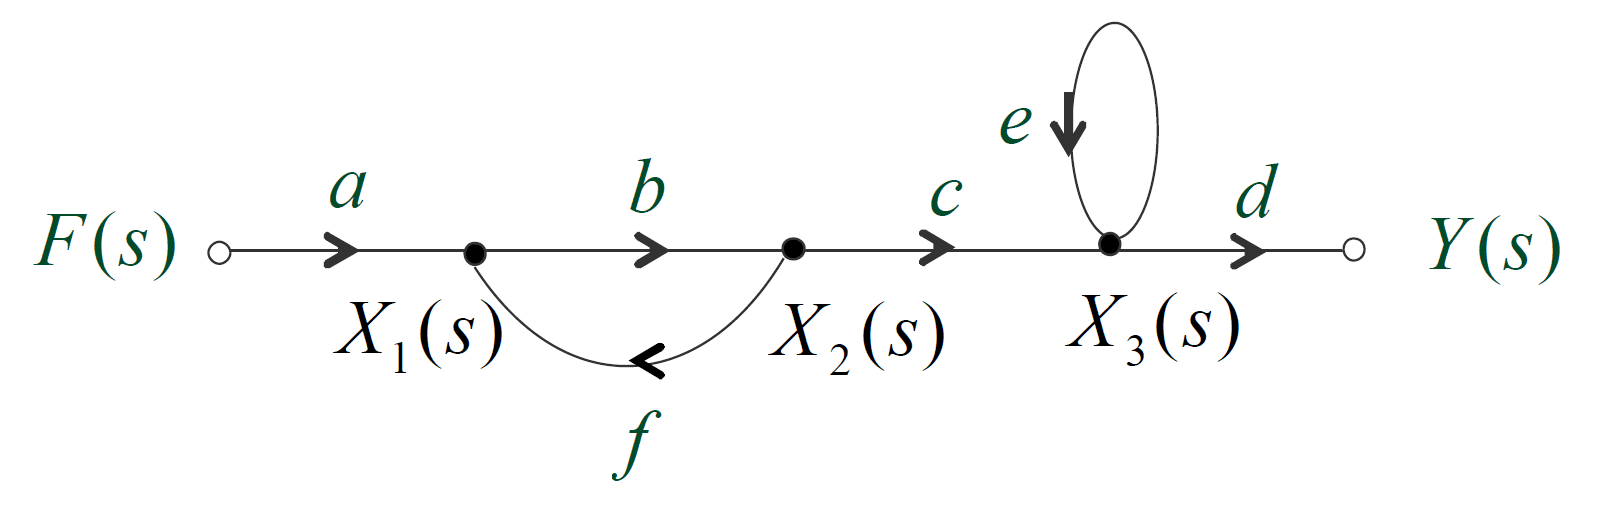 e
a b c d
F(s) Y(s)
X₁(s) X₂(s) X₃(s)
f